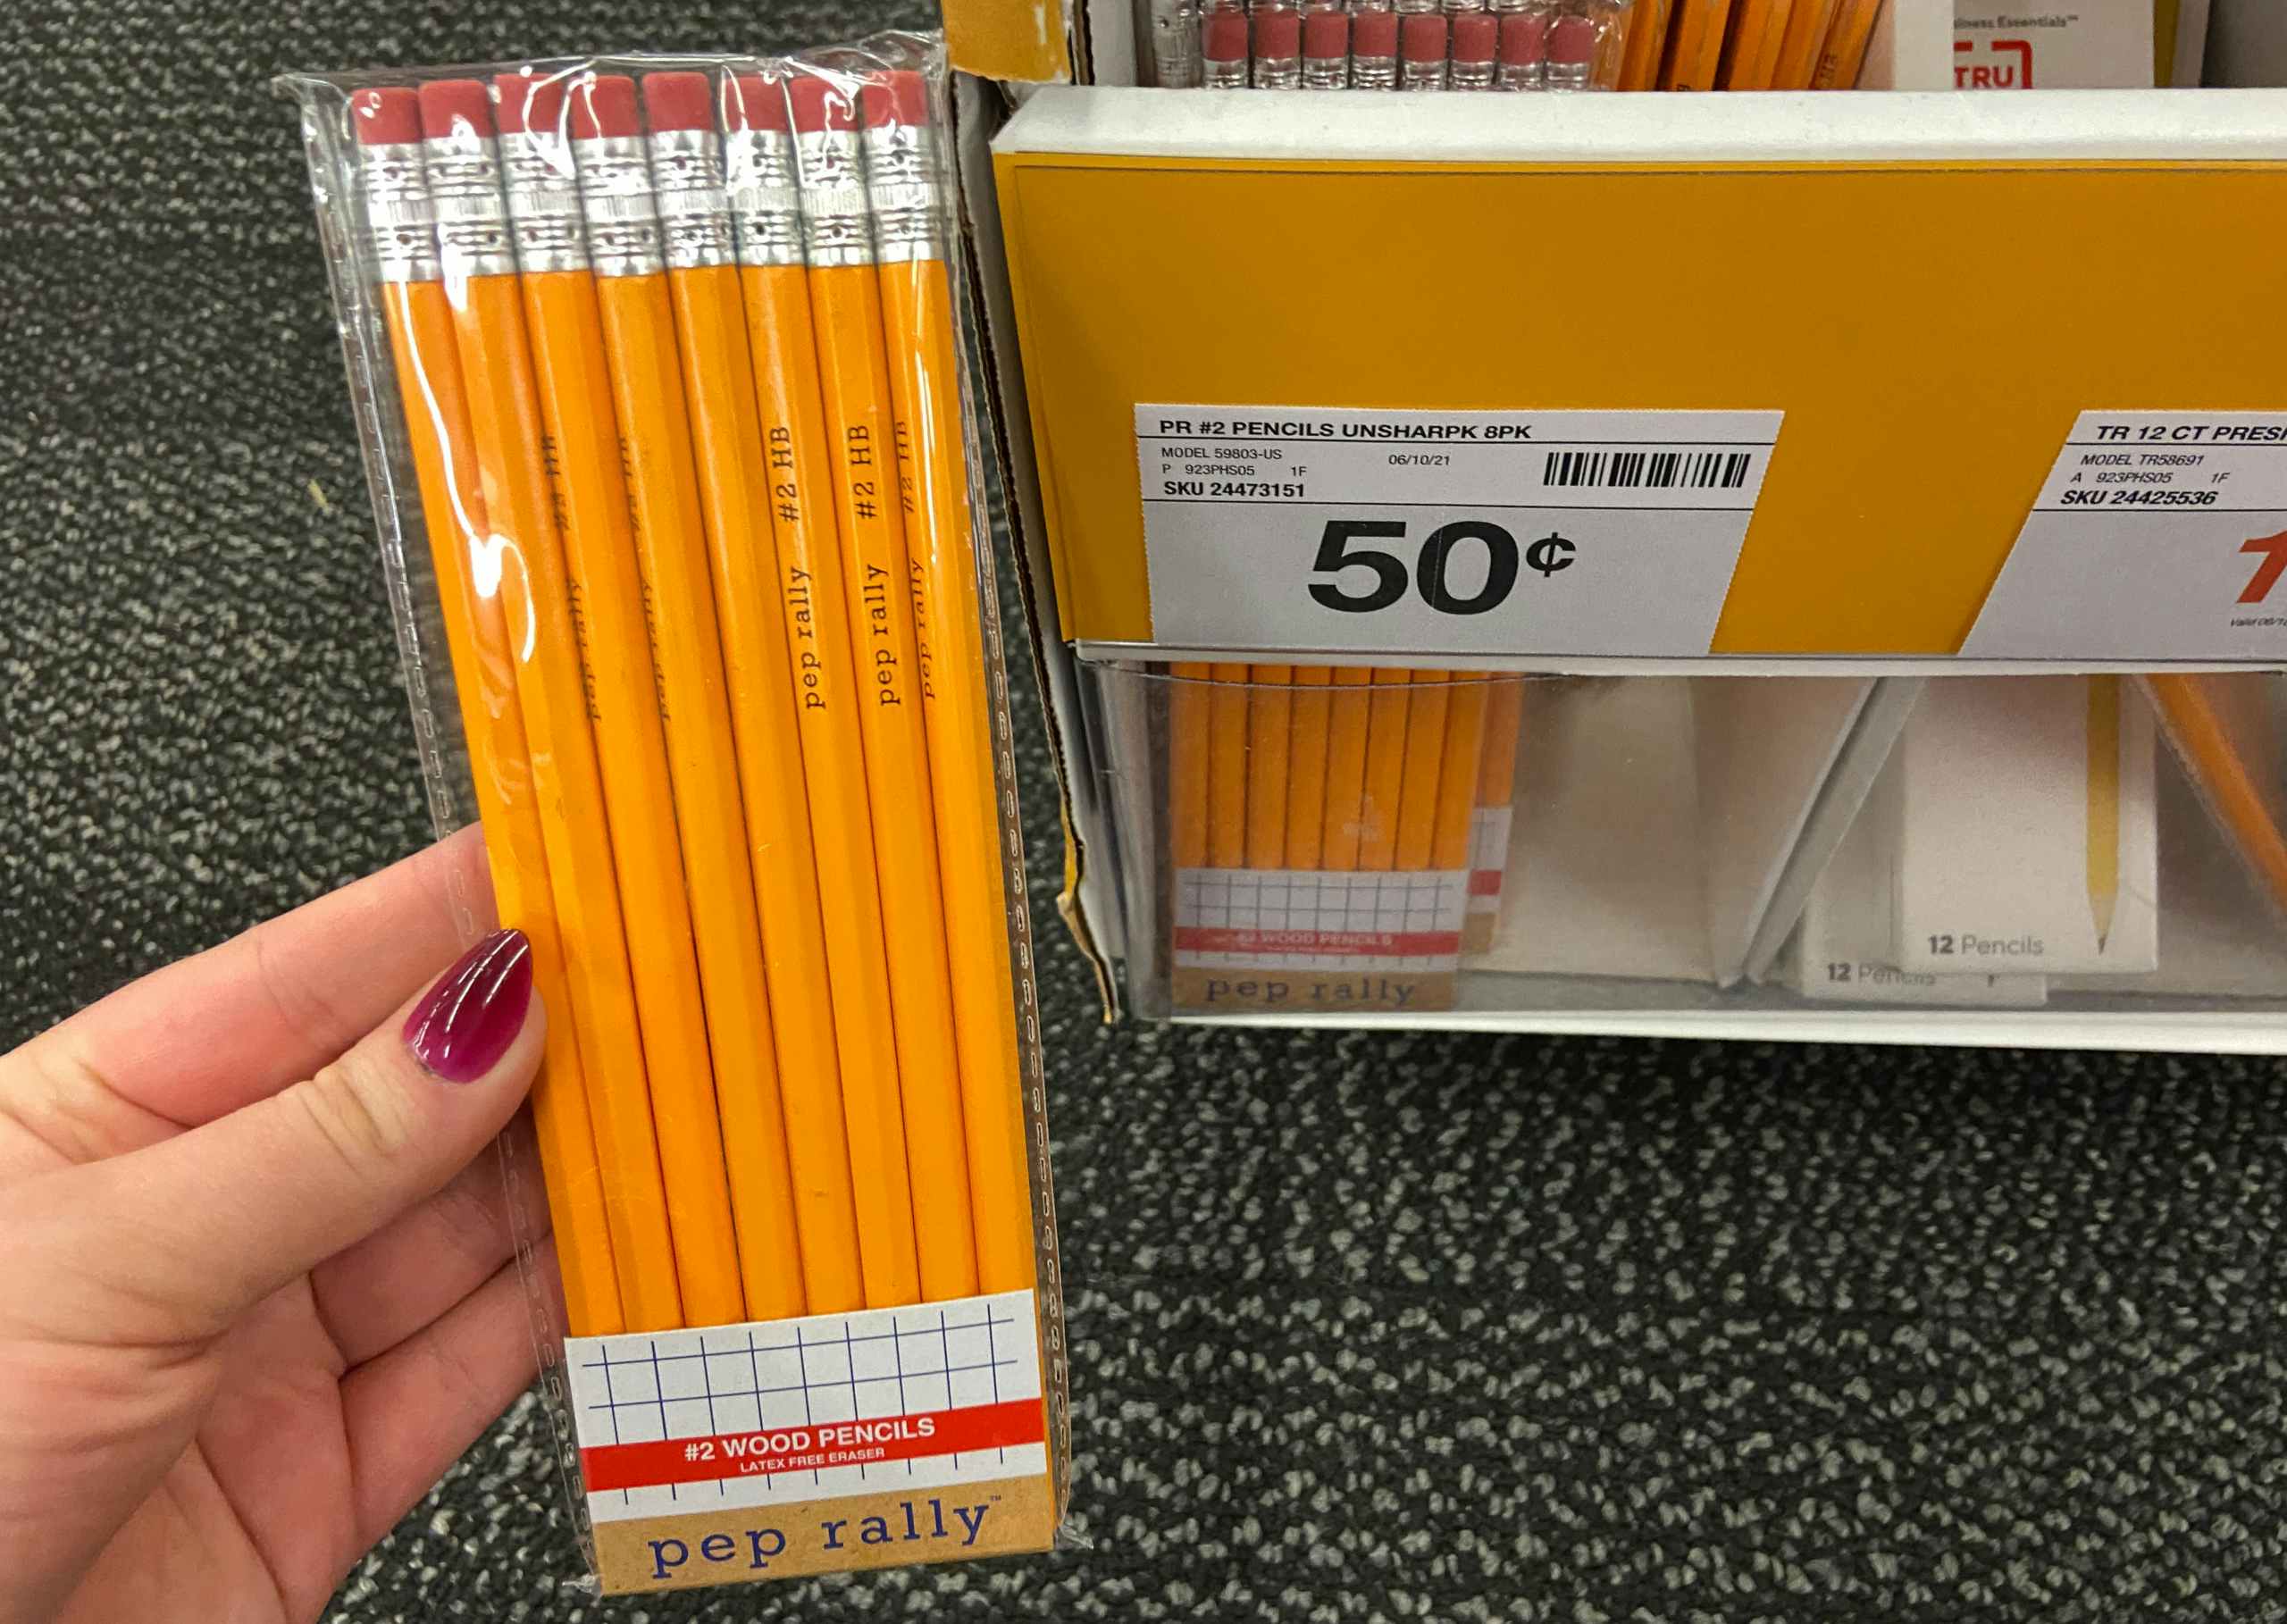 #2 HB
pep rally
#2 HB
pep rally
#2 HB
pep rally
#2 WOOD PENCILS
LATEX FREE ERASER
pep rally™
TRU
PR #2 PENCILS UNSHARPK 8PK
MODEL 59803-US
06/10/21
P 923PHS05 1F
SKU 24473151
50¢
TR 12 CT
MODEL TR58691
A 923PHS05 1F
SKU 24425536
1
#2 WOOD PENCILS
pep rally
12 Pencils
12 Pencils